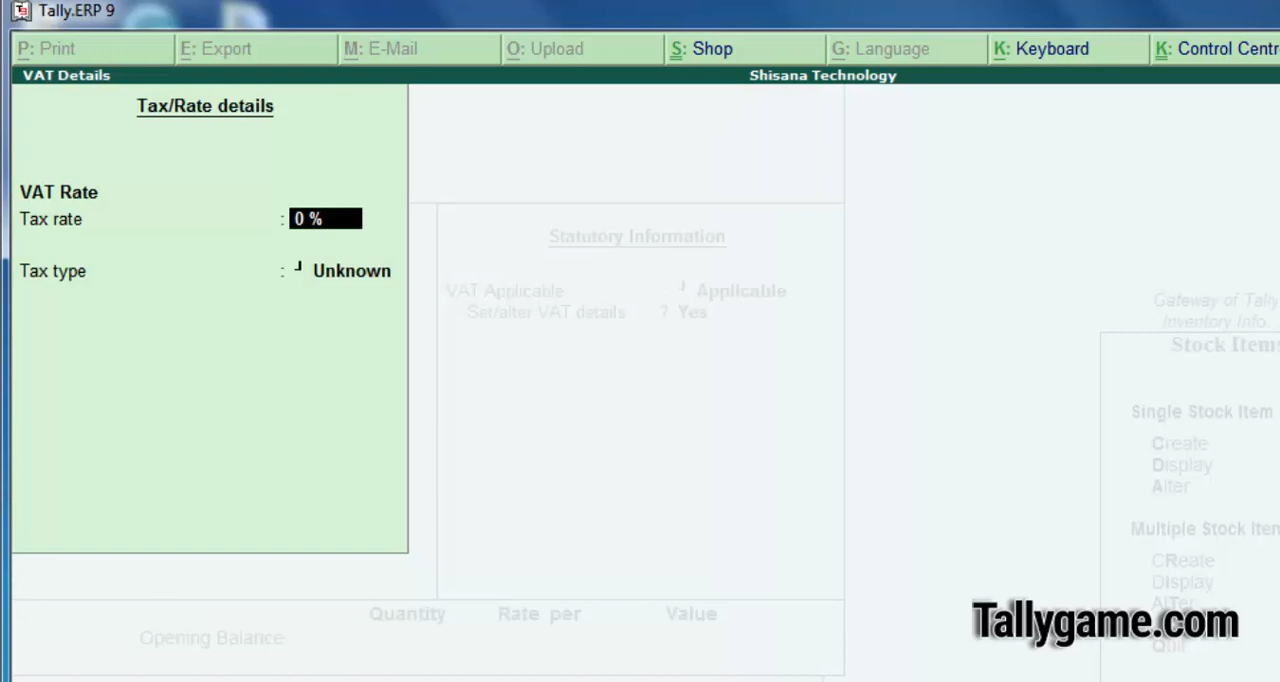 Tally.ERP 9
P: Print
E: Export
M: E-Mail
O: Upload
S: Shop
G: Language
K: Keyboard
K: Control Centr
VAT Details
Shisana Technology
Tax/Rate details
VAT Rate
Tax rate : 0 %
Tax type : ┘ Unknown
Statutory Information
VAT Applicable : ┘ Applicable
Set/alter VAT details ? Yes
Gateway of Tally
Inventory Info.
Stock Items
Single Stock Item
Create
Display
Alter
Multiple Stock Item
CReate
DIsplay
AlTer
Quit
Quantity Rate per Value
Opening Balance
Tallygame.com